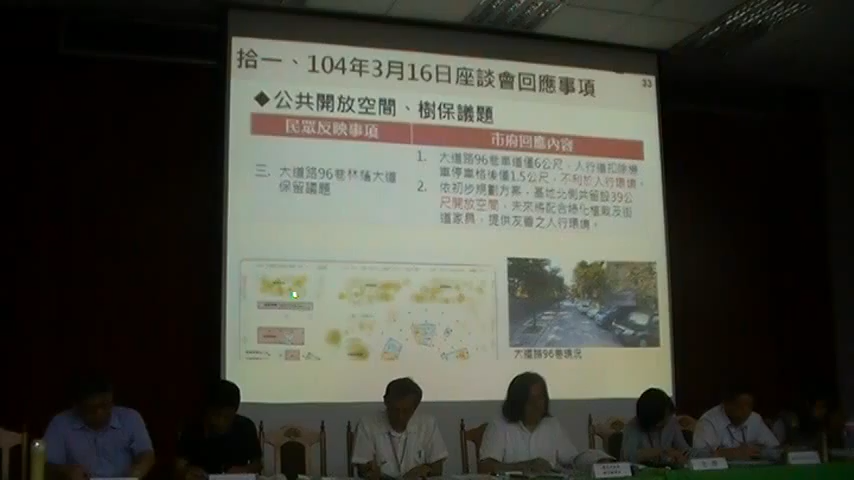 拾一、104年3月16日座談會回應事項
33
◆公共開放空間、樹保議題
民眾反映事項
市府回應內容
三、大道路96巷林蔭大道
保留議題
1. 大道路96巷車道僅6公尺，人行道扣除機
車停車格後僅1.5公尺，不利於人行環境。
2. 依初步規劃方案，基地北側共留設39公
尺開放空間，未來將配合綠化植栽及街
道家具，提供友善之人行環境。
大道路96巷現況